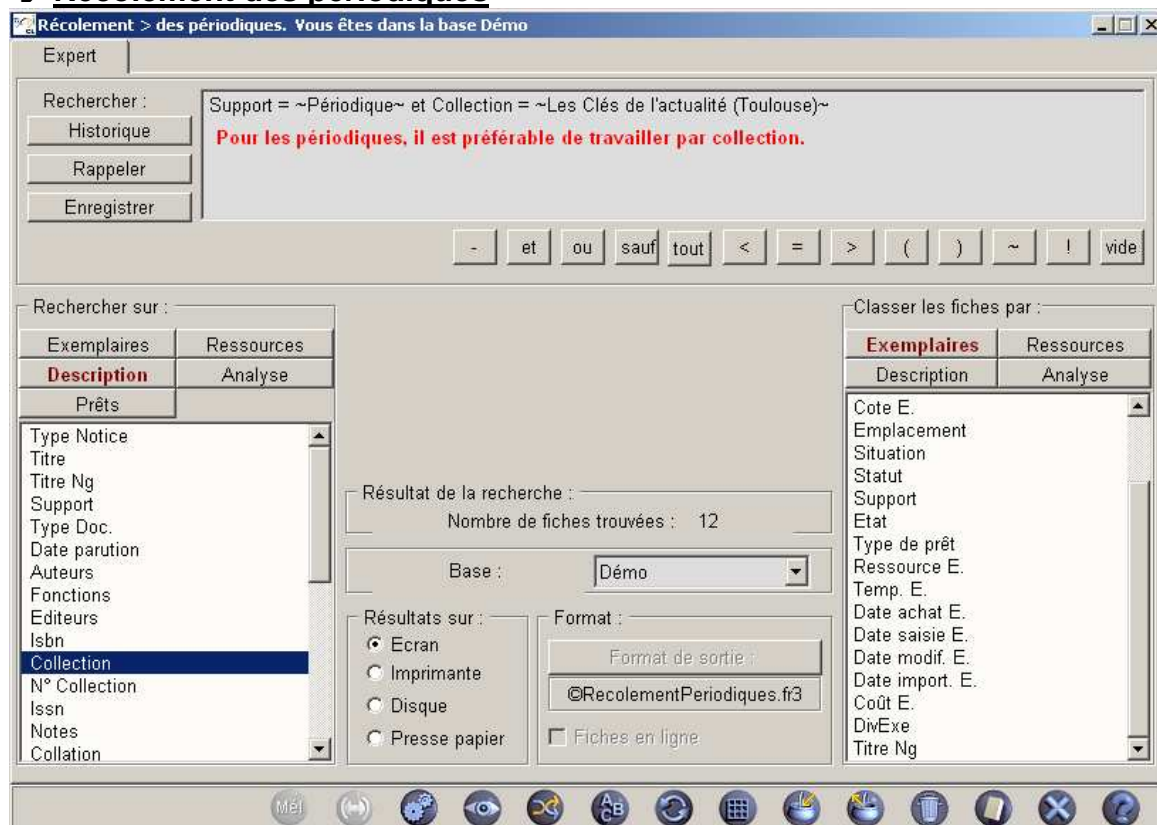 Récolement des périodiques
Récolement > des périodiques. Vous êtes dans la base Démo
Expert
Rechercher :
Historique
Rappeler
Enregistrer
Support = ~Périodique~ et Collection = ~Les Clés de l'actualité (Toulouse)~
Pour les périodiques, il est préférable de travailler par collection.
- et ou sauf tout < = > ( ) ~ ! vide
Rechercher sur :
Exemplaires Ressources
Description Analyse
Prêts
Type Notice
Titre
Titre Ng
Support
Type Doc.
Date parution
Auteurs
Fonctions
Editeurs
Isbn
Collection
N° Collection
Issn
Notes
Collation
Résultat de la recherche :
Nombre de fiches trouvées : 12
Base : Démo
Résultats sur :
Ecran
Imprimante
Disque
Presse papier
Format :
Format de sortie :
©RecolementPeriodiques.fr3
Fiches en ligne
Classer les fiches par :
Exemplaires Ressources
Description Analyse
Cote E.
Emplacement
Situation
Statut
Support
Etat
Type de prêt
Ressource E.
Temp. E.
Date achat E.
Date saisie E.
Date modif. E.
Date import. E.
Coût E.
DivExe
Titre Ng
Mél
ABC
?